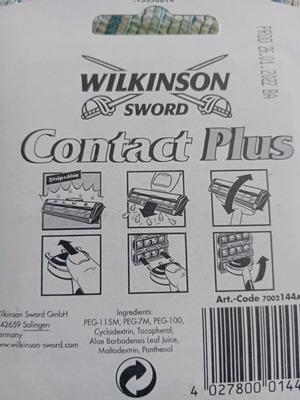 WILKINSON
SWORD
PROD 26.01.2022 BA
Contact Plus
Strip+Aloe
Art.-Code 7002144
Wilkinson Sword GmbH
42659 Solingen
Germany
www.wilkinson-sword.com
Ingredients:
PEG-115M, PEG-7M, PEG-100,
Cyclodextrin, Tocopherol,
Aloe Barbadensis Leaf Juice,
Maltodextrin, Panthenol
4 027800 0144